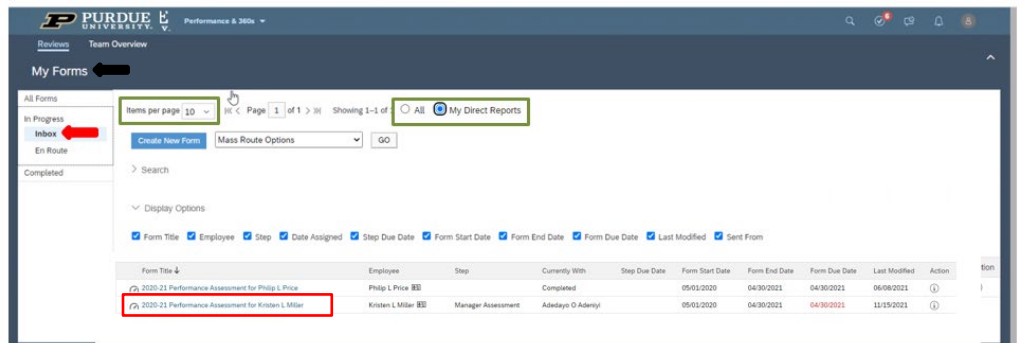 PURDUE
UNIVERSITY.
E
V.
Performance & 360s
Reviews Team Overview
My Forms
All Forms
In Progress
Inbox
En Route
Completed
Items per page 10 Page 1 of 1 Showing 1–1 of All My Direct Reports
Create New Form Mass Route Options GO
Search
Display Options
Form Title Employee Step Date Assigned Step Due Date Form Start Date Form End Date Form Due Date Last Modified Sent From
Form Title Employee Step Currently With Step Due Date Form Start Date Form End Date Form Due Date Last Modified Action
tion
2020-21 Performance Assessment for Philip L Price Philip L Price Completed 05/01/2020 04/30/2021 04/30/2021 06/08/2021
2020-21 Performance Assessment for Kristen L Miller Kristen L Miller Manager Assessment Adedayo O Adeniyi 05/01/2020 04/30/2021 04/30/2021 11/15/2021